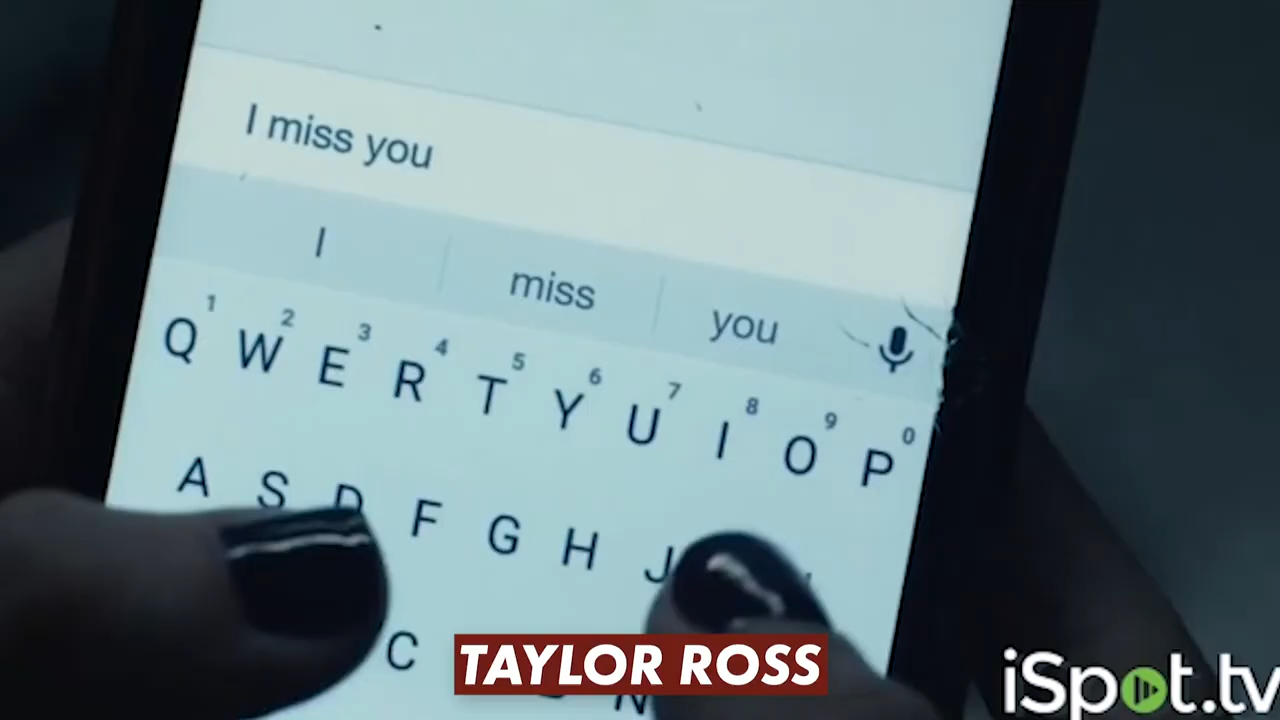 I miss you
I miss you
1 2 3 4 5 6 7 8 9 0
Q W E R T Y U I O P
A S D F G H J
C N
TAYLOR ROSS
iSpot.tv